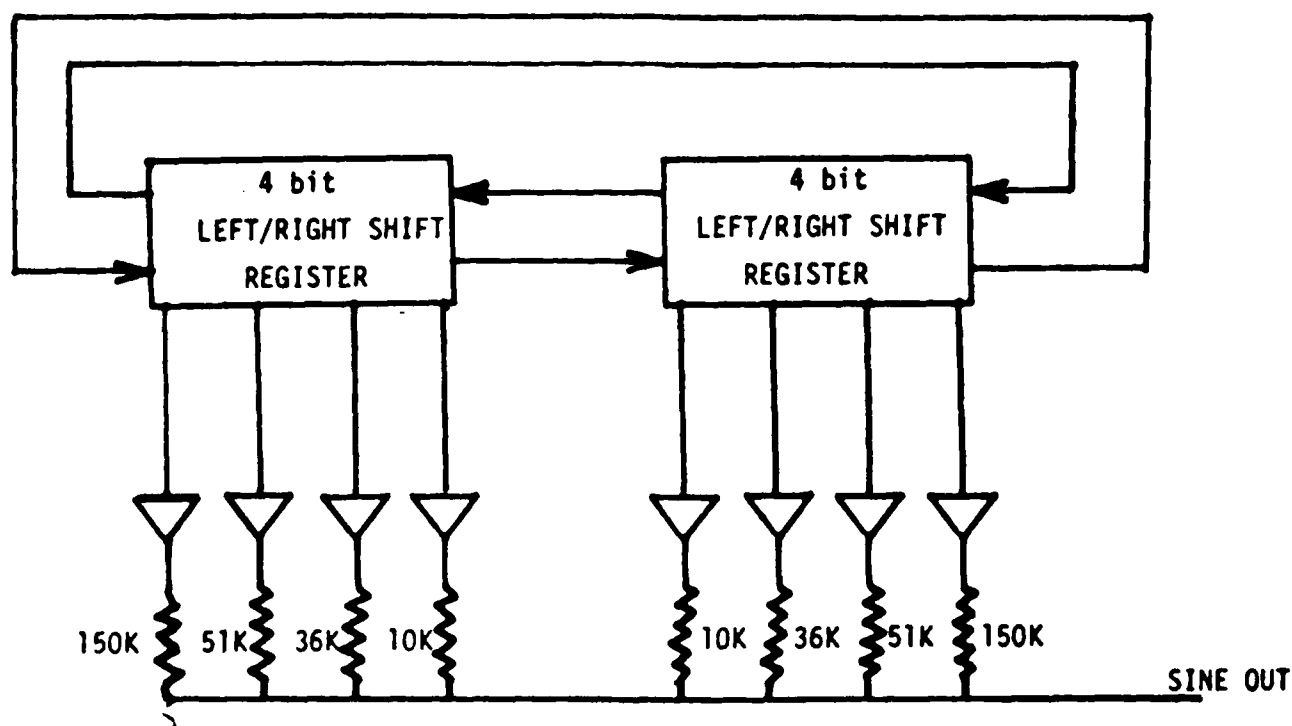 4 bit
LEFT/RIGHT SHIFT
REGISTER
4 bit
LEFT/RIGHT SHIFT
REGISTER
150K 51K 36K 10K 10K 36K 51K 150K
SINE OUT